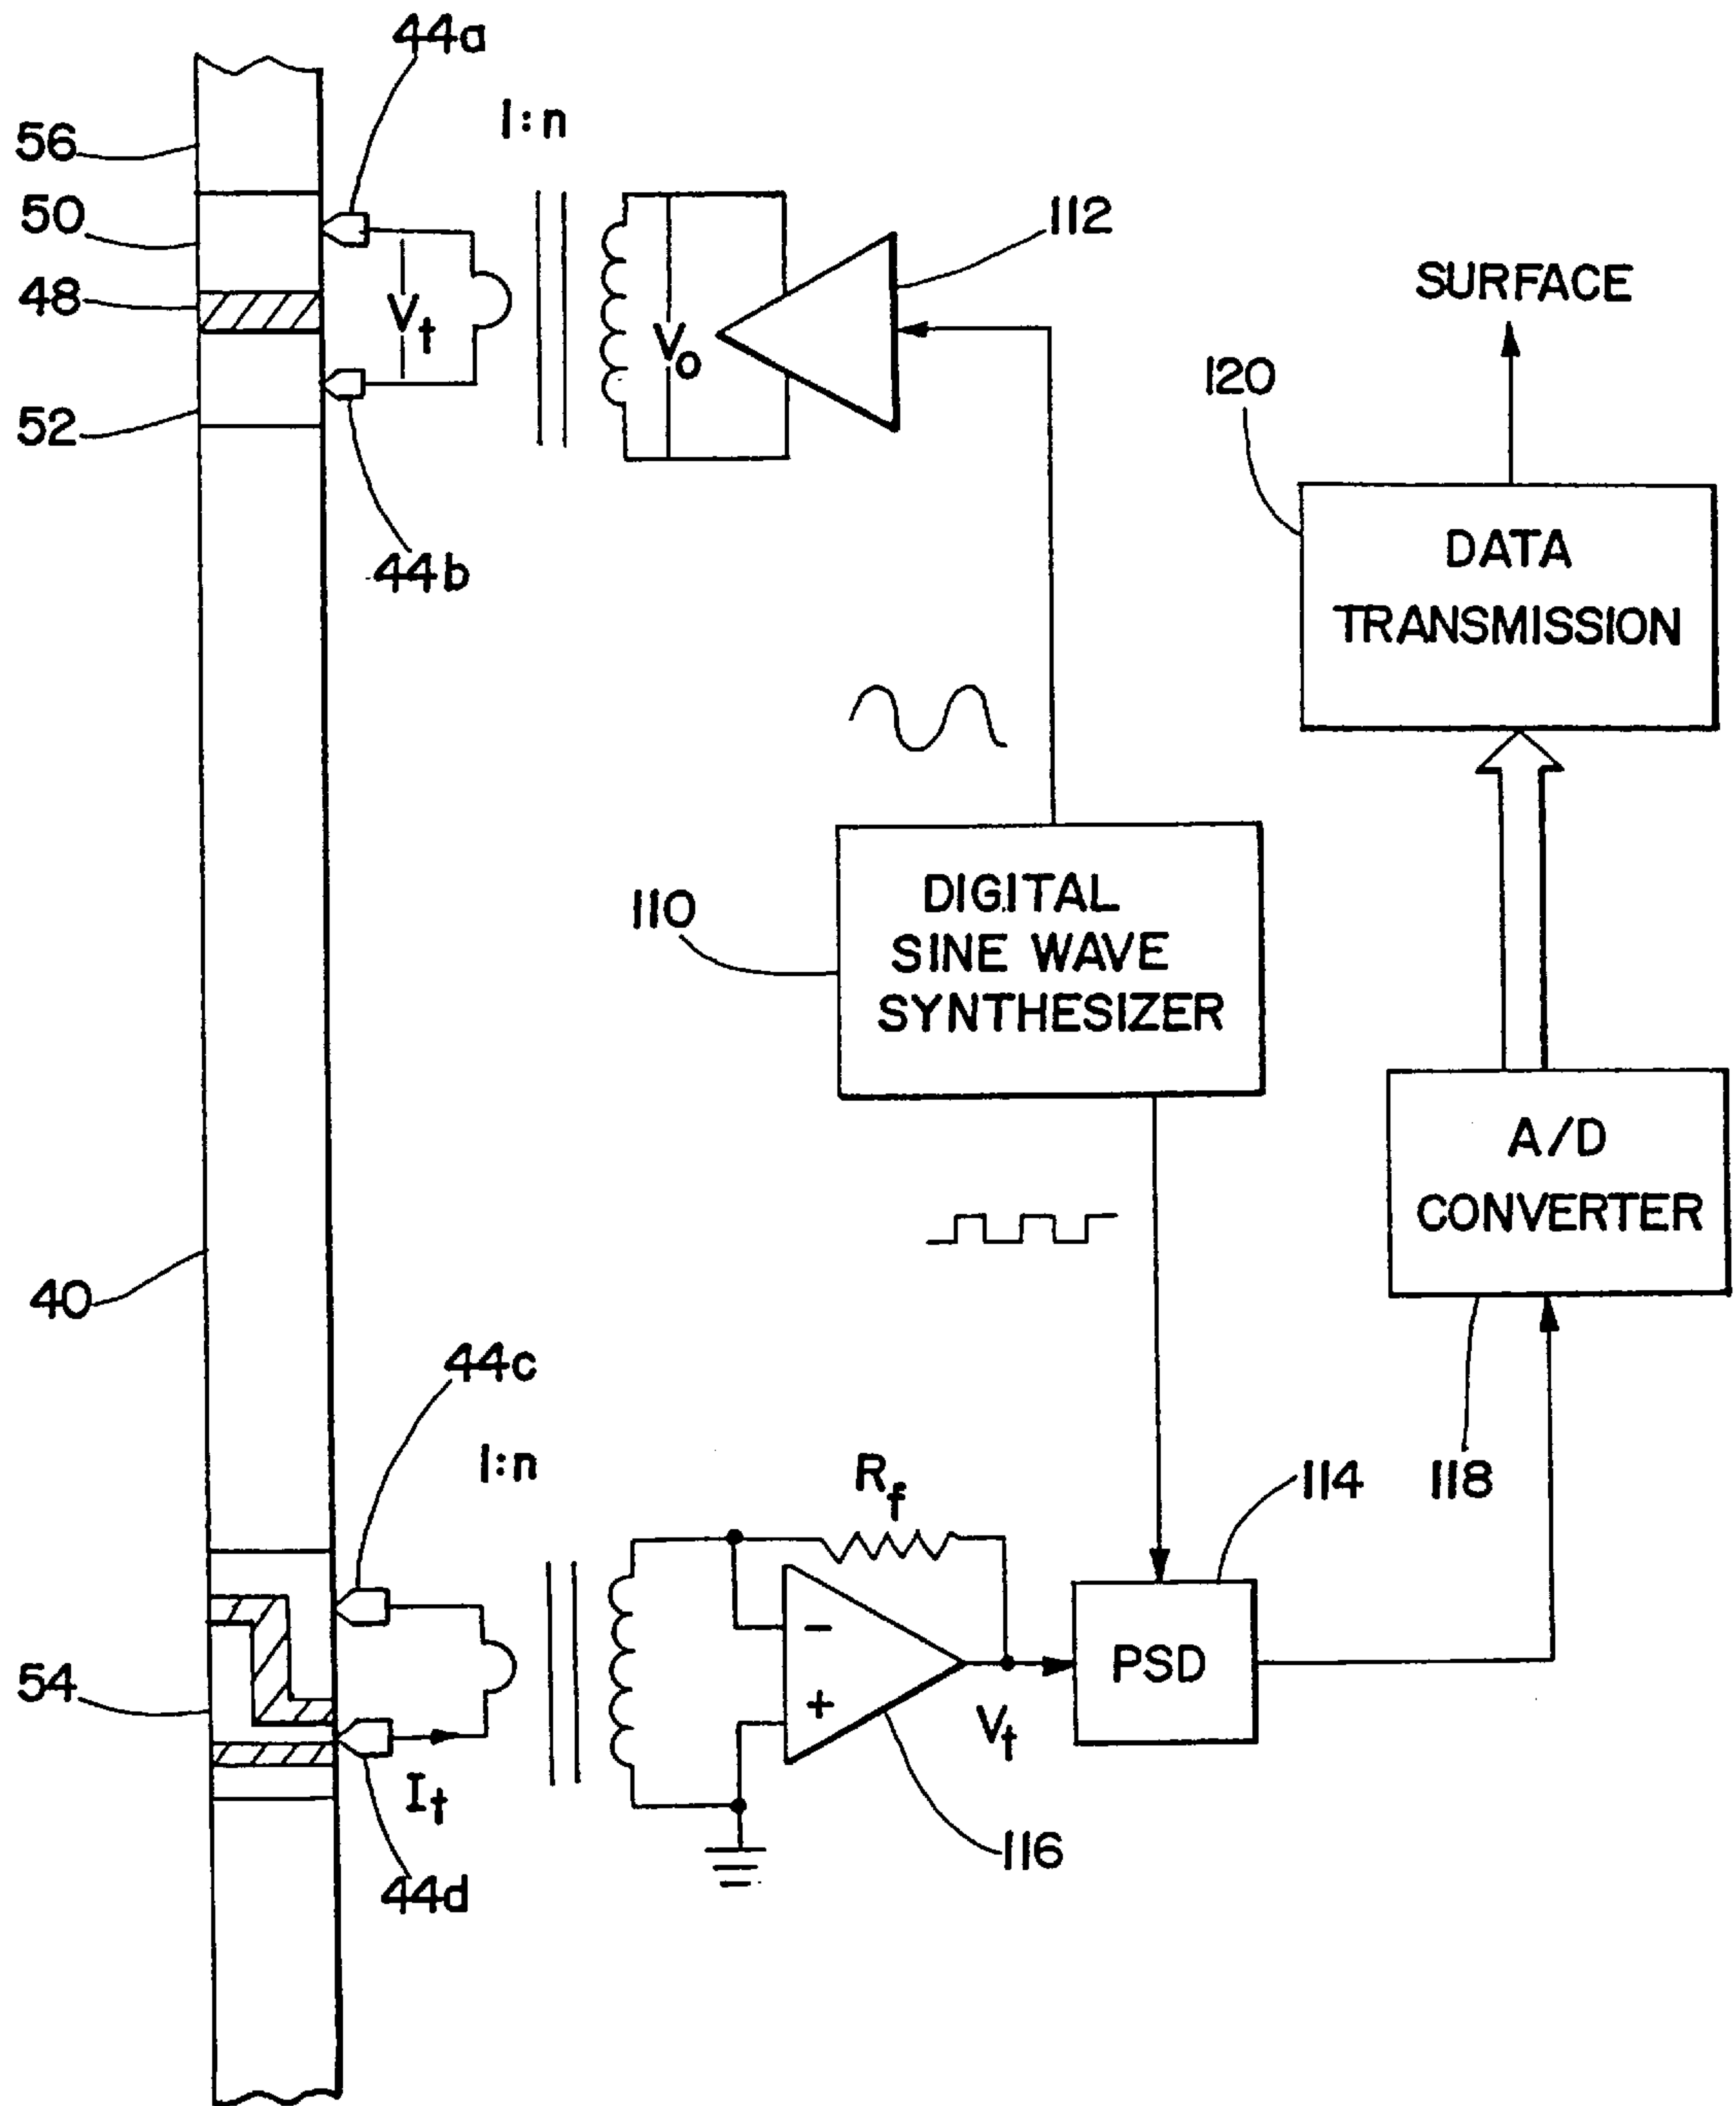 44a
1:n
56
50
48
52
Vt
Vo
112
SURFACE
120
44b
DATA
TRANSMISSION
110
DIGITAL
SINE WAVE
SYNTHESIZER
A/D
CONVERTER
40
44c
1:n
Rf
114
118
54
−
+
PSD
Vt
It
44d
116